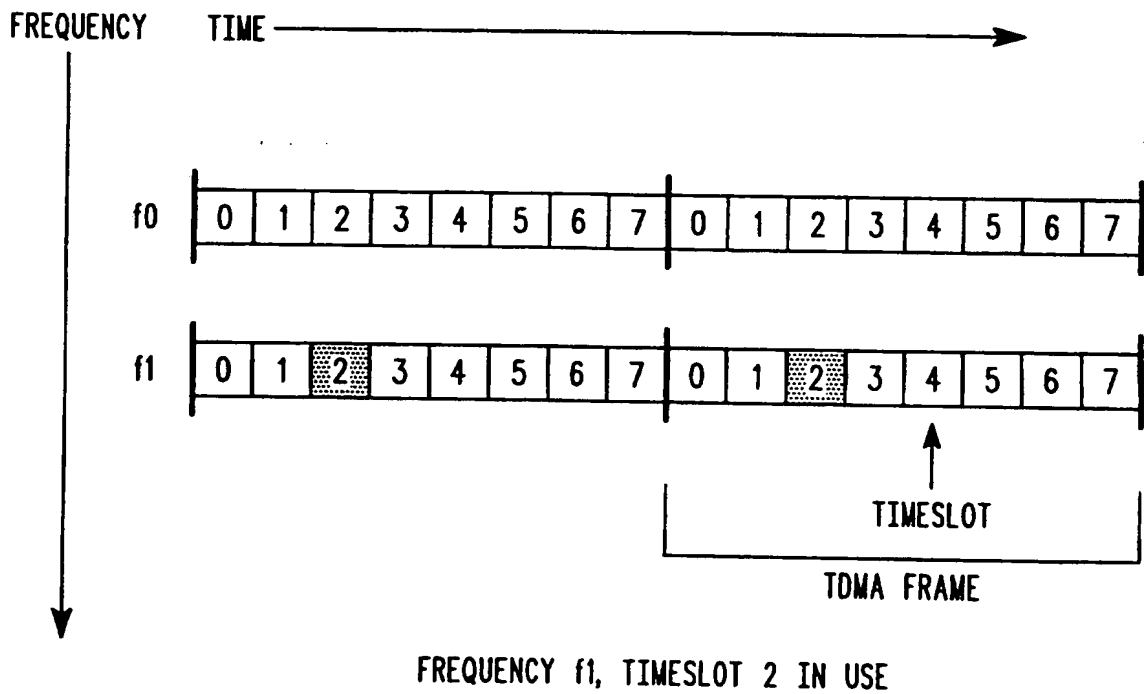 FREQUENCY TIME
f0 0 1 2 3 4 5 6 7 0 1 2 3 4 5 6 7
f1 0 1 2 3 4 5 6 7 0 1 2 3 4 5 6 7
TIMESLOT
TDMA FRAME
FREQUENCY f1, TIMESLOT 2 IN USE